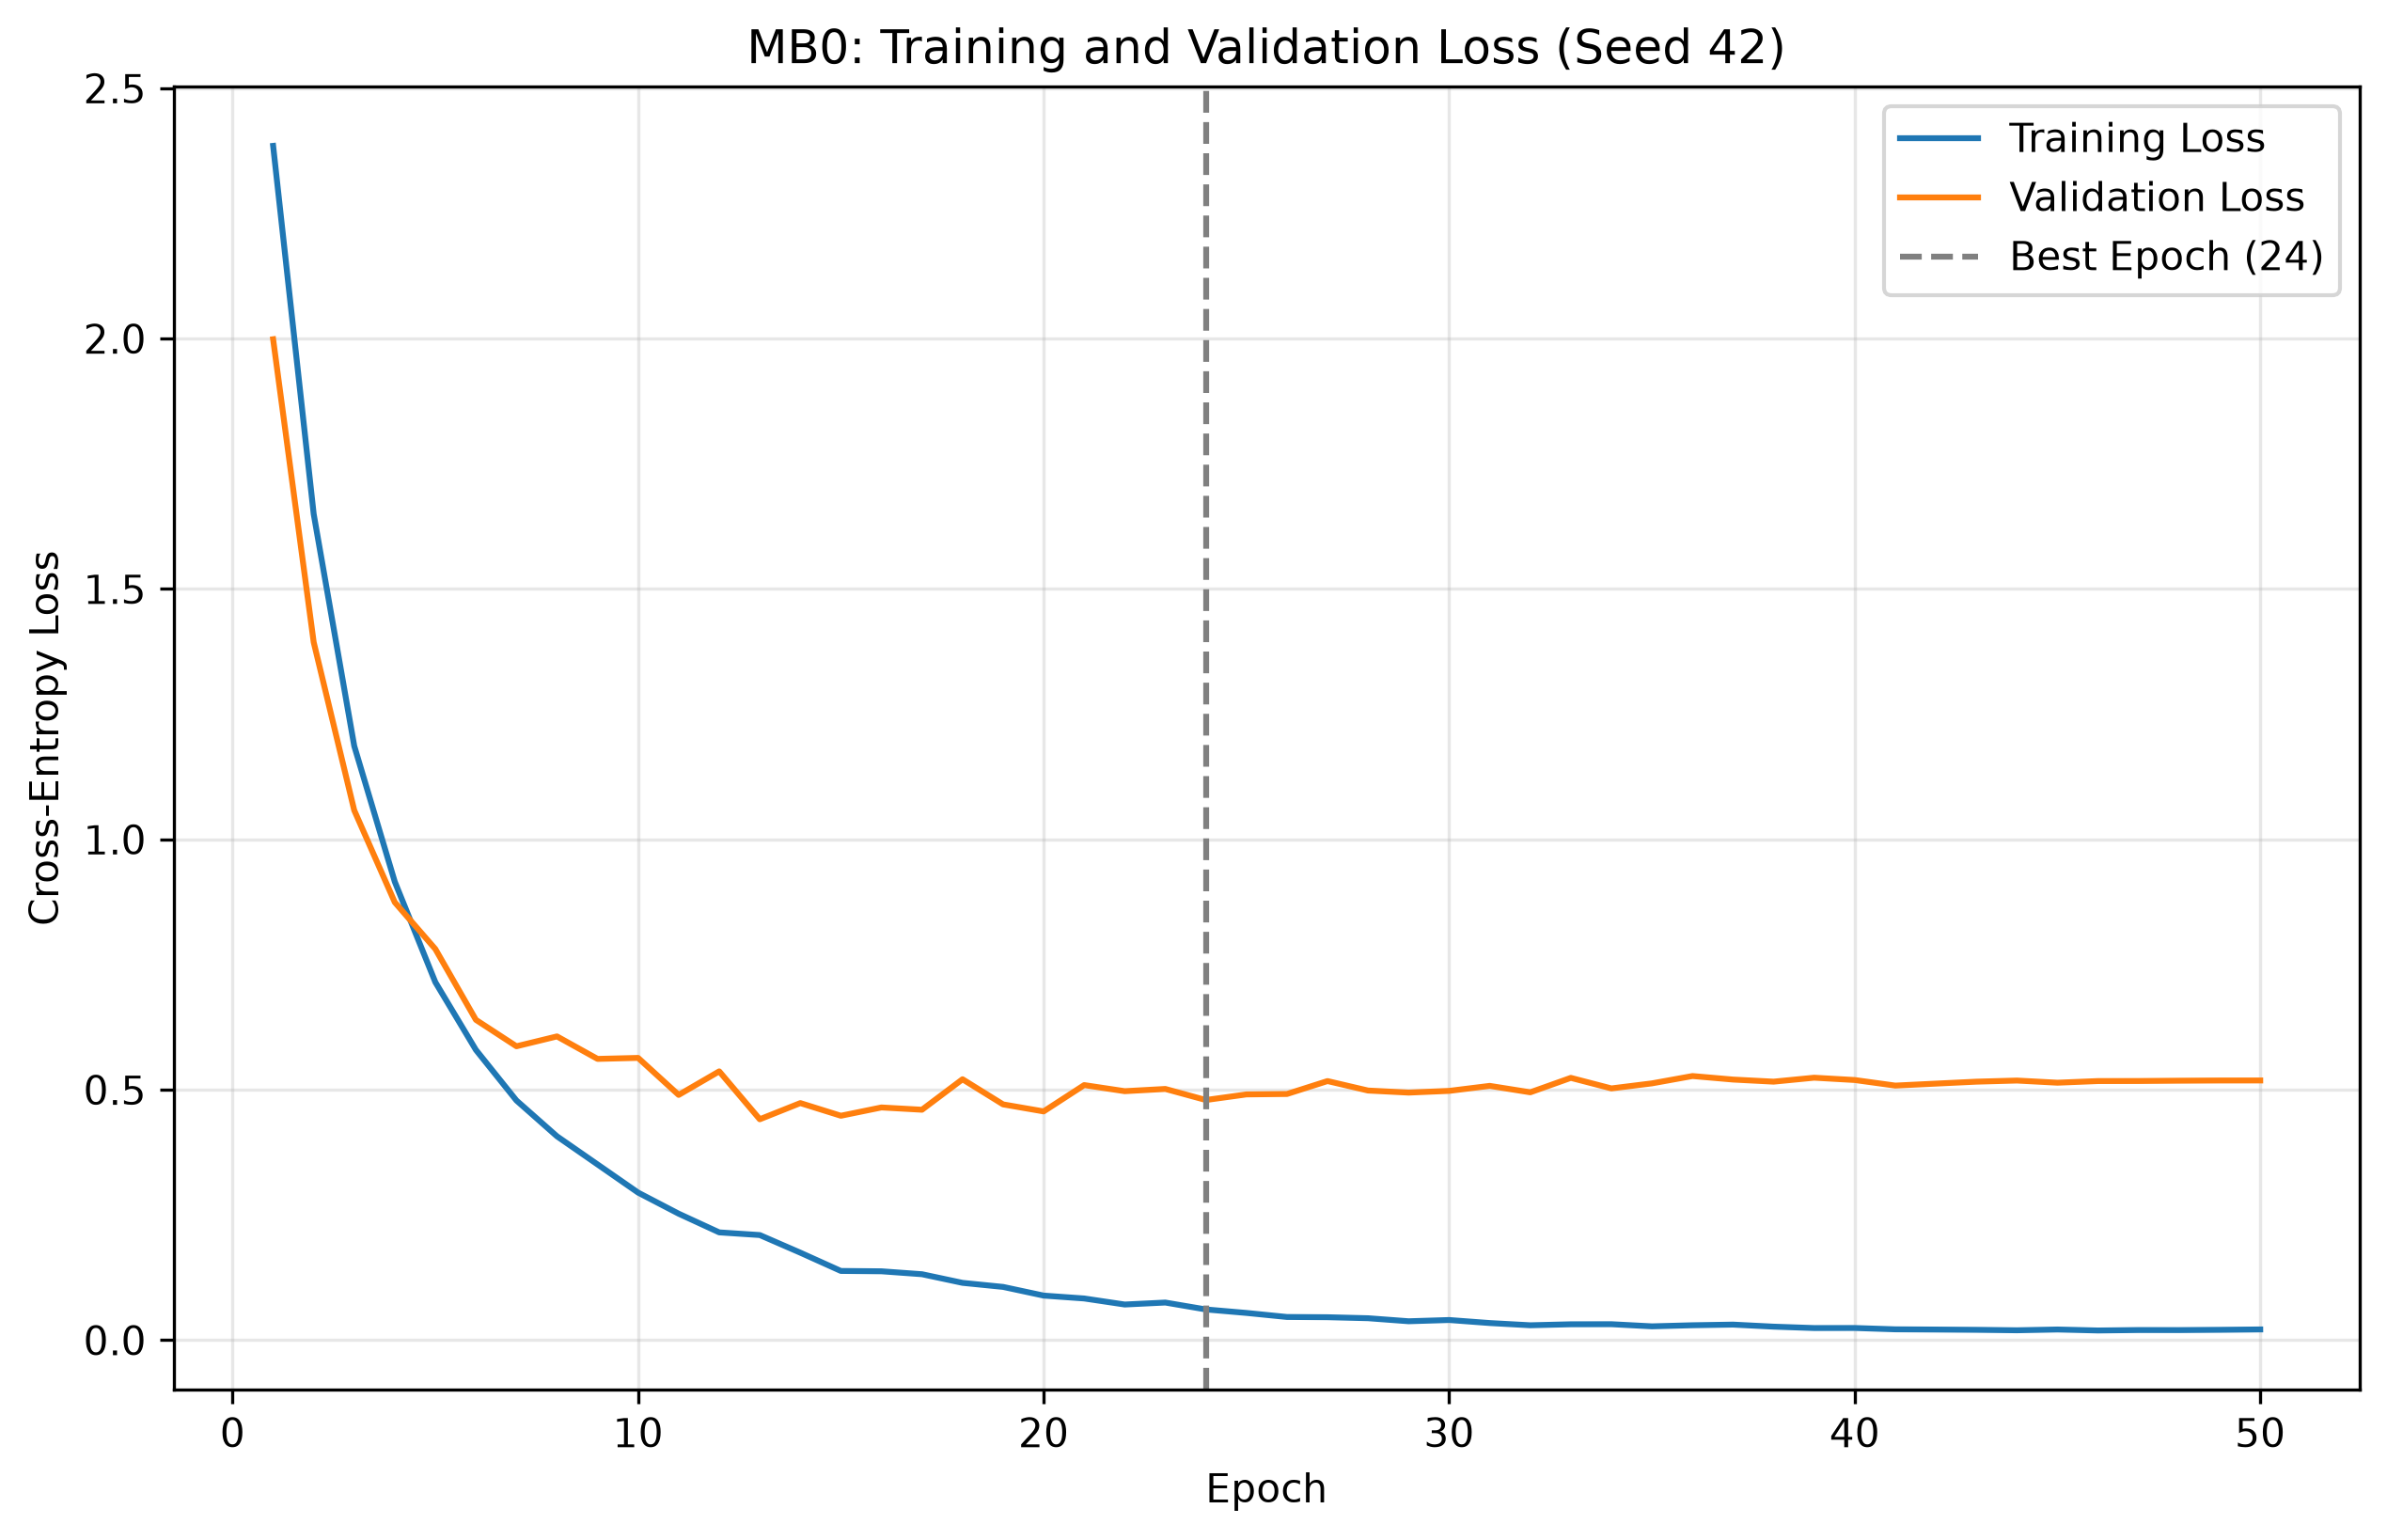 MB0: Training and Validation Loss (Seed 42)
Training Loss
Validation Loss
Best Epoch (24)
Cross-Entropy Loss
2.5
2.0
1.5
1.0
0.5
0.0
0 10 20 30 40 50
Epoch